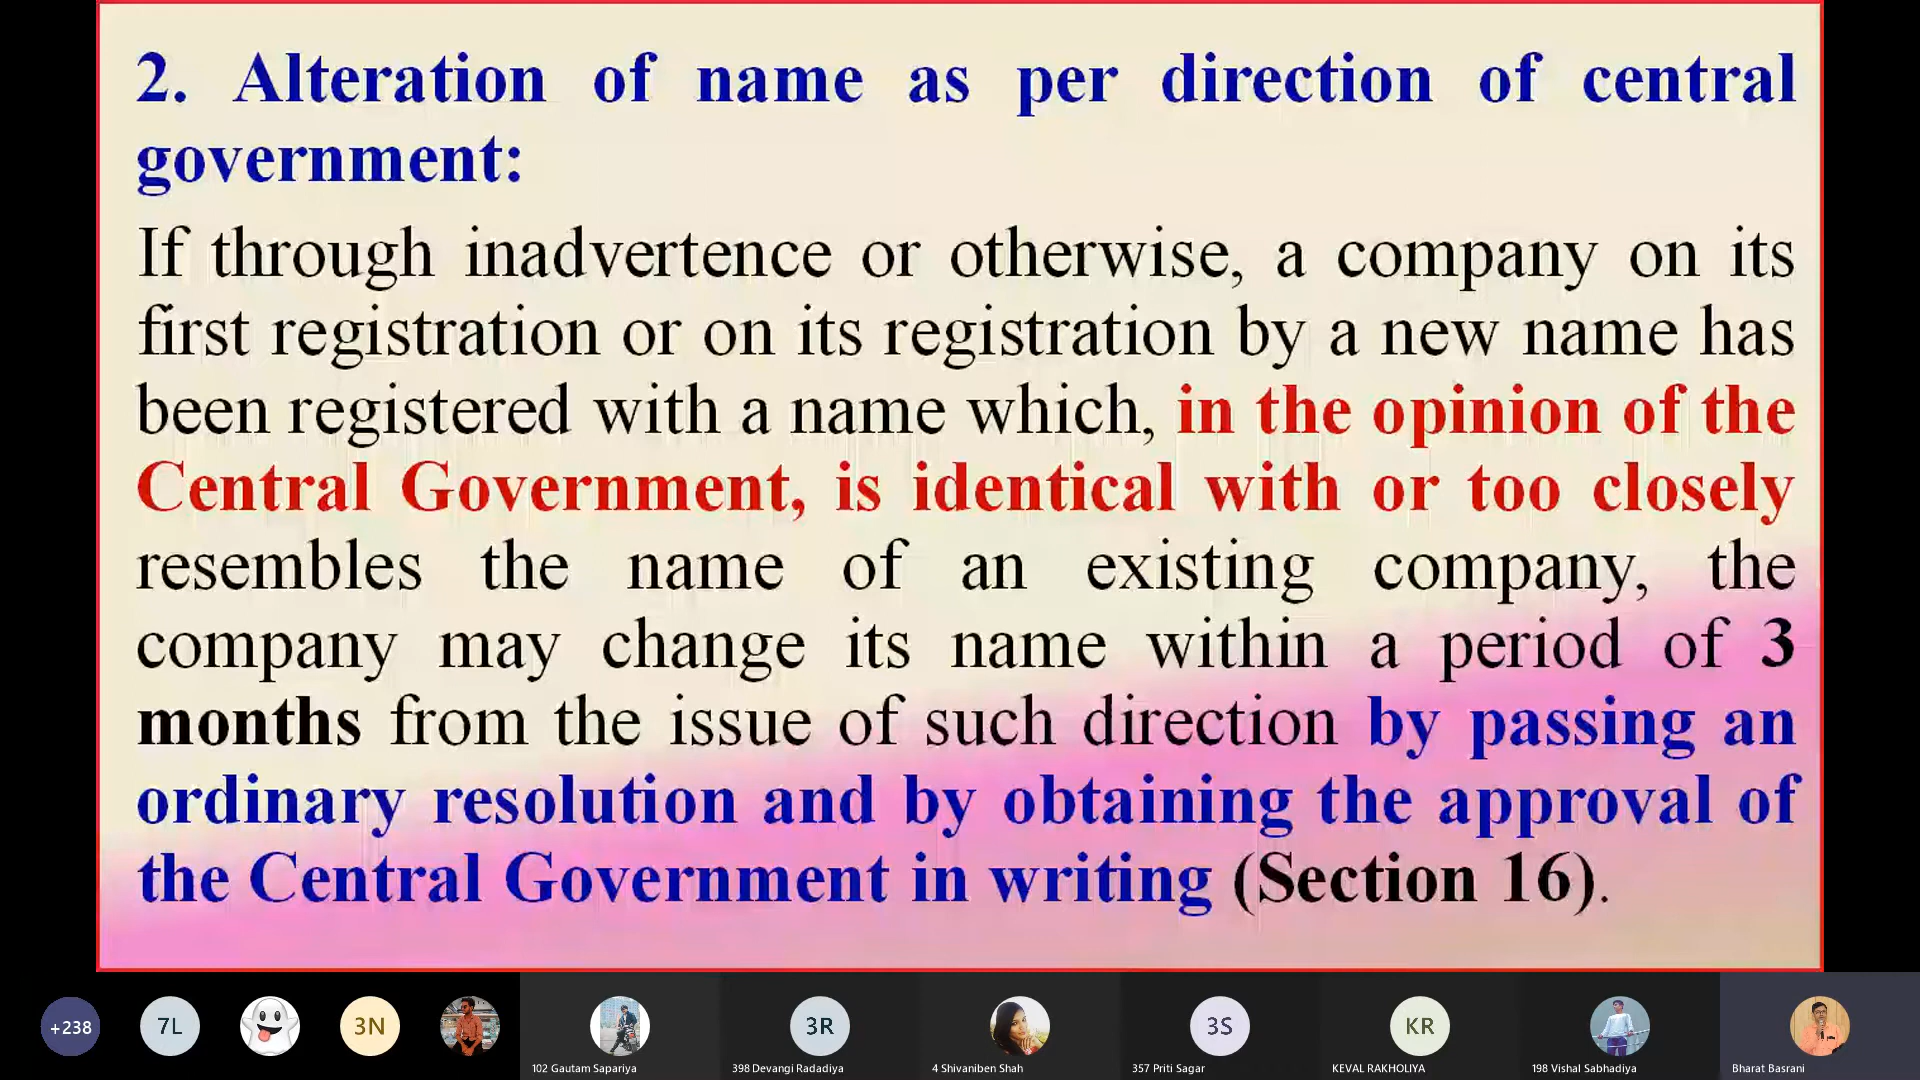 2. Alteration of name as per direction of central
government:
If through inadvertence or otherwise, a company on its
first registration or on its registration by a new name has
been registered with a name which, in the opinion of the
Central Government, is identical with or too closely
resembles the name of an existing company, the
company may change its name within a period of 3
months from the issue of such direction by passing an
ordinary resolution and by obtaining the approval of
the Central Government in writing (Section 16).
+238
7L
3N
3R
3S
KR
102 Gautam Sapariya
398 Devangi Radadiya
4 Shivaniben Shah
357 Priti Sagar
KEVAL RAKHOLIYA
198 Vishal Sabhadiya
Bharat Basrani